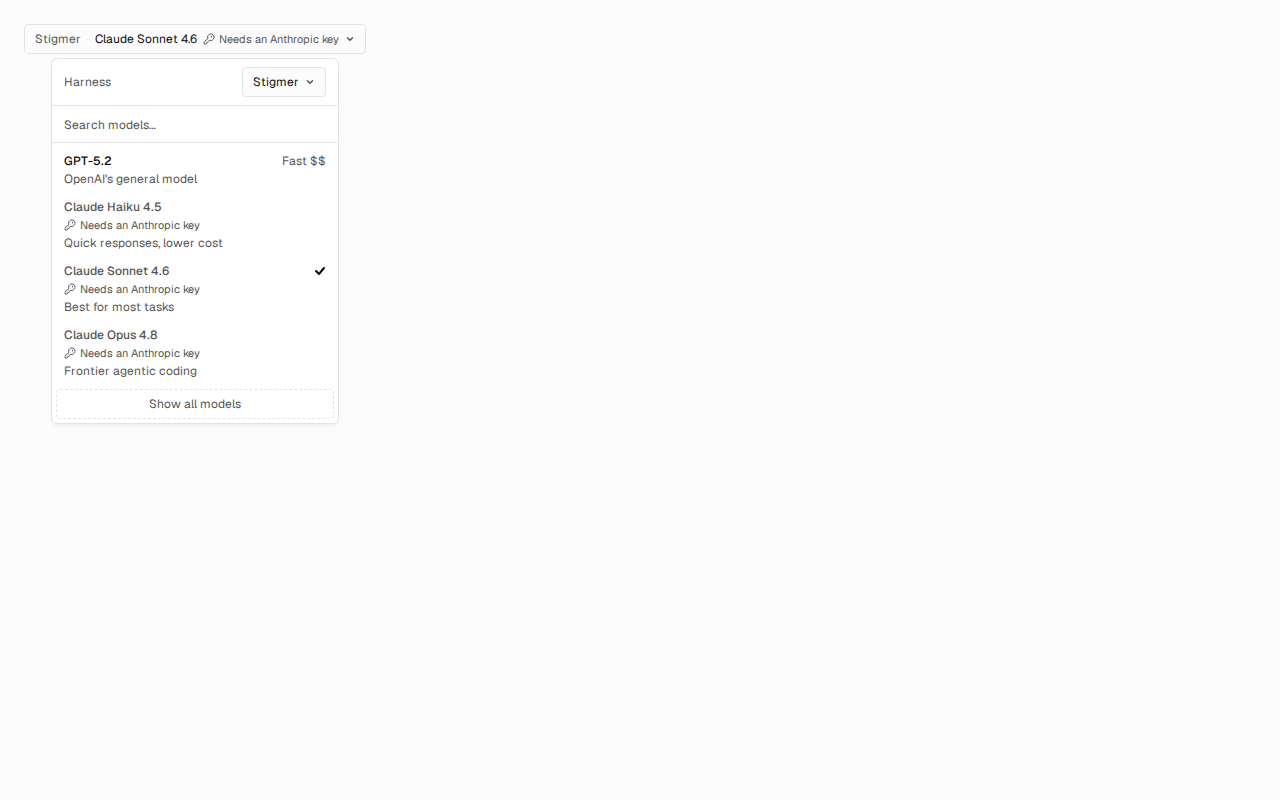 Stigmer · Claude Sonnet 4.6 Needs an Anthropic key
Harness Stigmer
Search models…
GPT-5.2 Fast $$
OpenAI's general model
Claude Haiku 4.5
Needs an Anthropic key
Quick responses, lower cost
Claude Sonnet 4.6
Needs an Anthropic key
Best for most tasks
Claude Opus 4.8
Needs an Anthropic key
Frontier agentic coding
Show all models